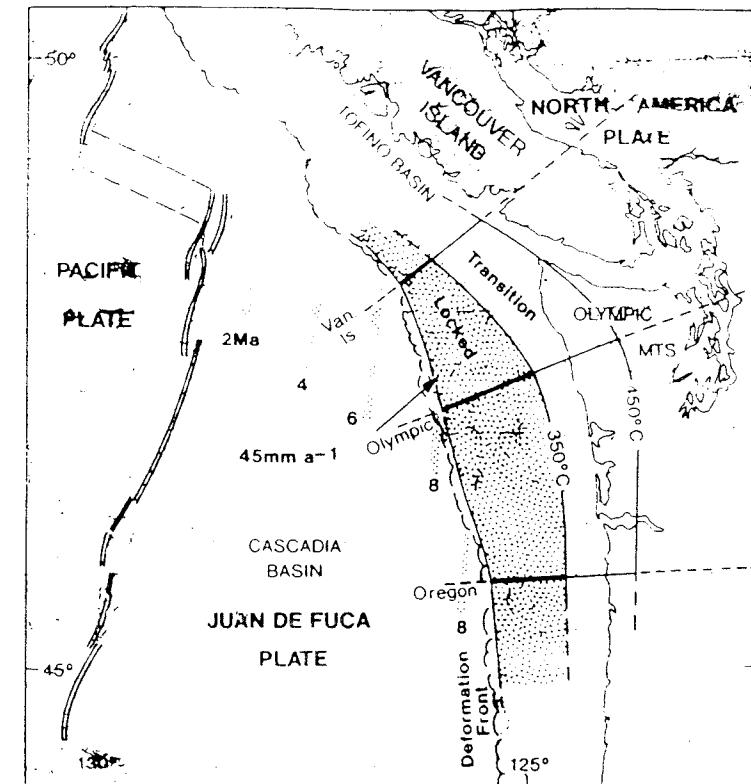 50°
VANCOUVER
ISLAND
NORTH AMERICA
PLATE
TOFINO BASIN
PACIFIC
PLATE
Transition
Locked
OLYMPIC
MTS
Van
Is
2Ma
4
6
Olympic
45mm a⁻¹
8
350°C
450°C
CASCADIA
BASIN
Oregon
JUAN DE FUCA
PLATE
8
45°
Deformation
Front
130°
125°